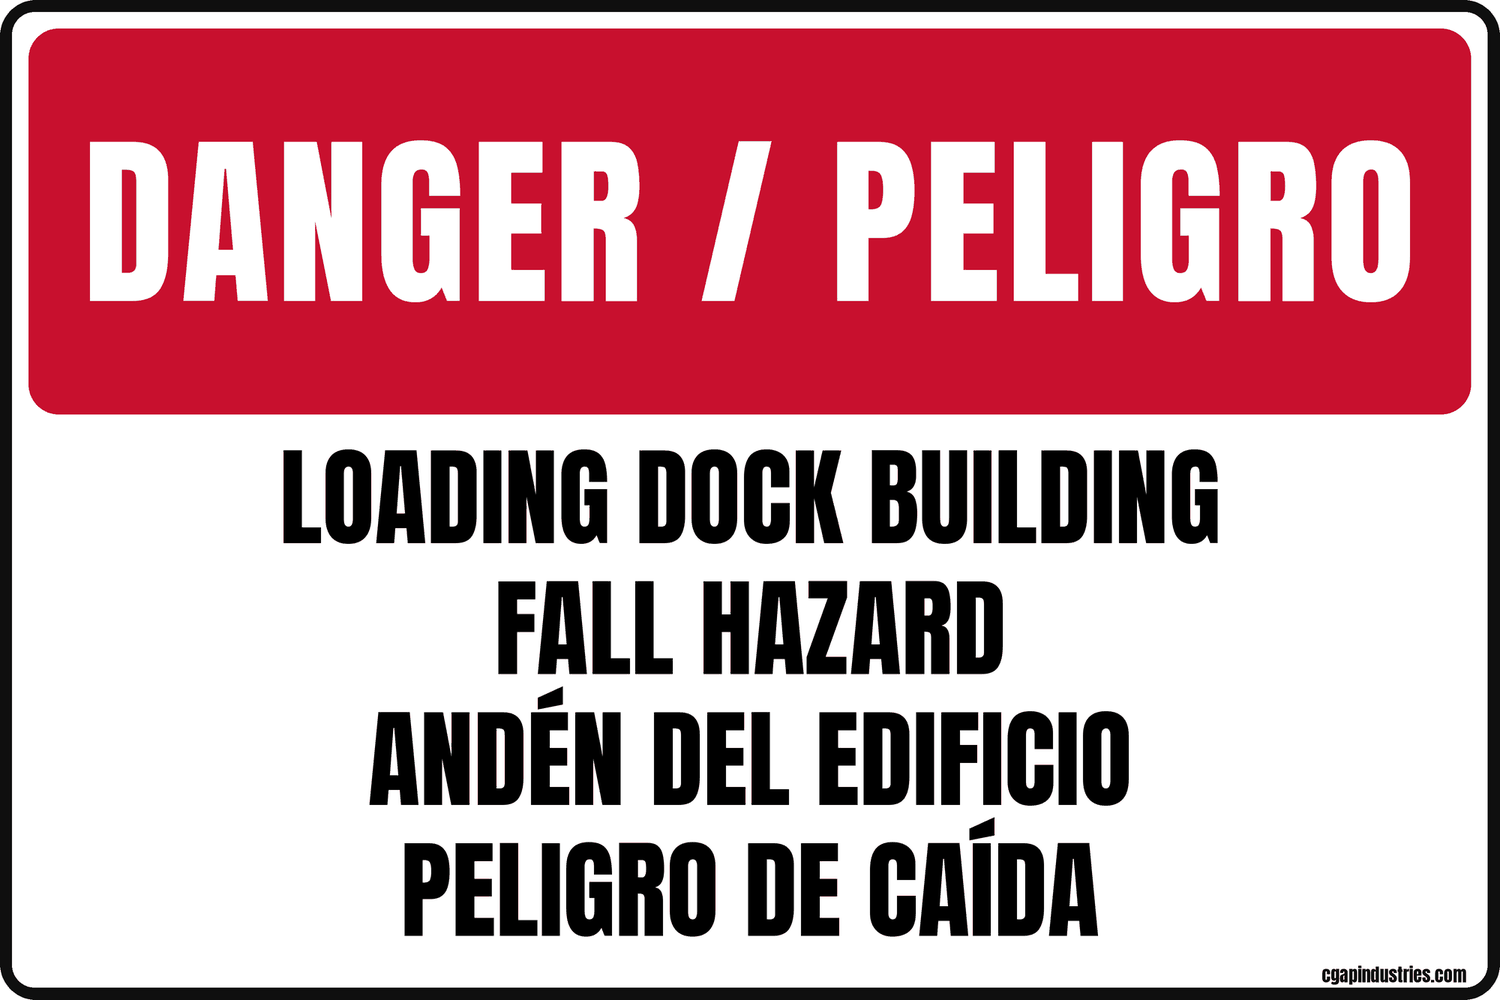 DANGER / PELIGRO
LOADING DOCK BUILDING
FALL HAZARD
ANDÉN DEL EDIFICIO
PELIGRO DE CAÍDA
cgapindustries.com